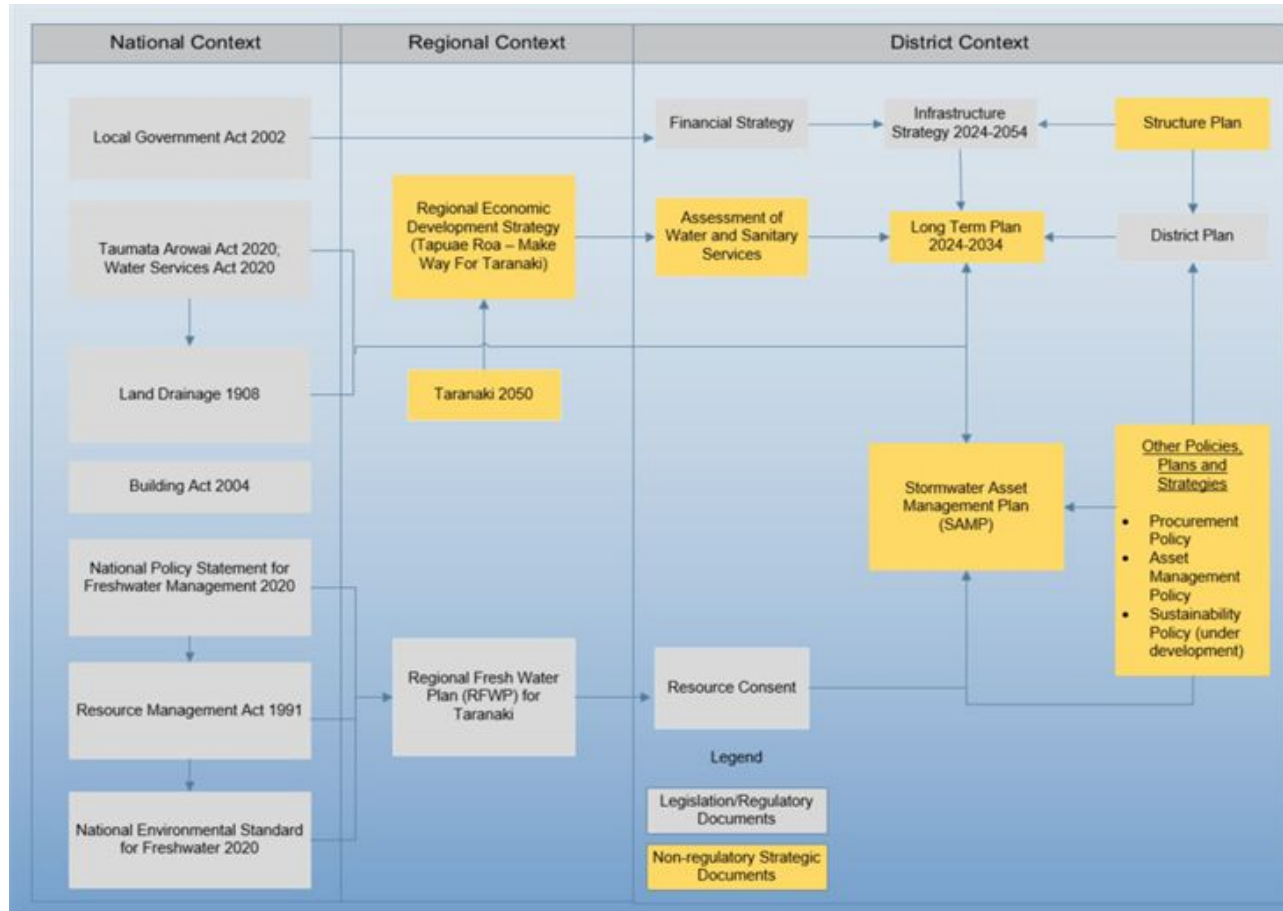 National Context
Regional Context
District Context
Local Government Act 2002
Financial Strategy
Infrastructure
Strategy 2024-2054
Structure Plan
Taumata Arowai Act 2020;
Water Services Act 2020
Regional Economic
Development Strategy
(Tapuae Roa – Make
Way For Taranaki)
Assessment of
Water and Sanitary
Services
Long Term Plan
2024-2034
District Plan
Land Drainage 1908
Taranaki 2050
Building Act 2004
Stormwater Asset
Management Plan
(SAMP)
Other Policies,
Plans and
Strategies
• Procurement
Policy
• Asset
Management
Policy
• Sustainability
Policy (under
development)
National Policy Statement for
Freshwater Management 2020
Resource Management Act 1991
Regional Fresh Water
Plan (RFWP) for
Taranaki
Resource Consent
National Environmental Standard
for Freshwater 2020
Legend
Legislation/Regulatory
Documents
Non-regulatory Strategic
Documents